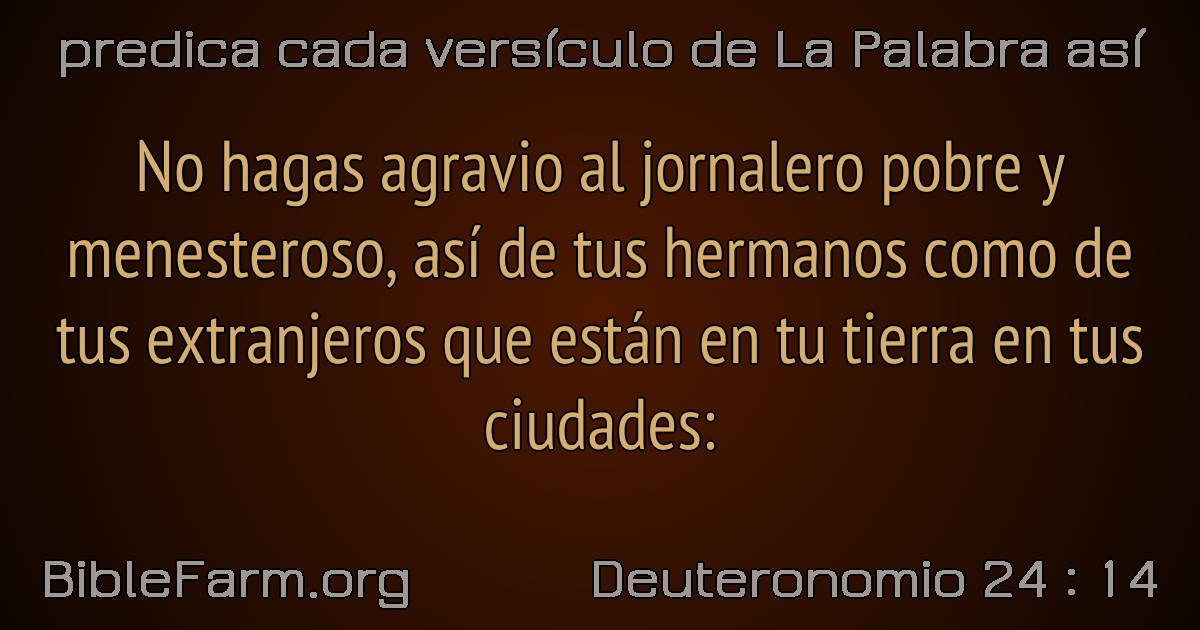 predica cada versículo de La Palabra así
No hagas agravio al jornalero pobre y
menesteroso, así de tus hermanos como de
tus extranjeros que están en tu tierra en tus
ciudades:
BibleFarm.org
Deuteronomio 24 : 14